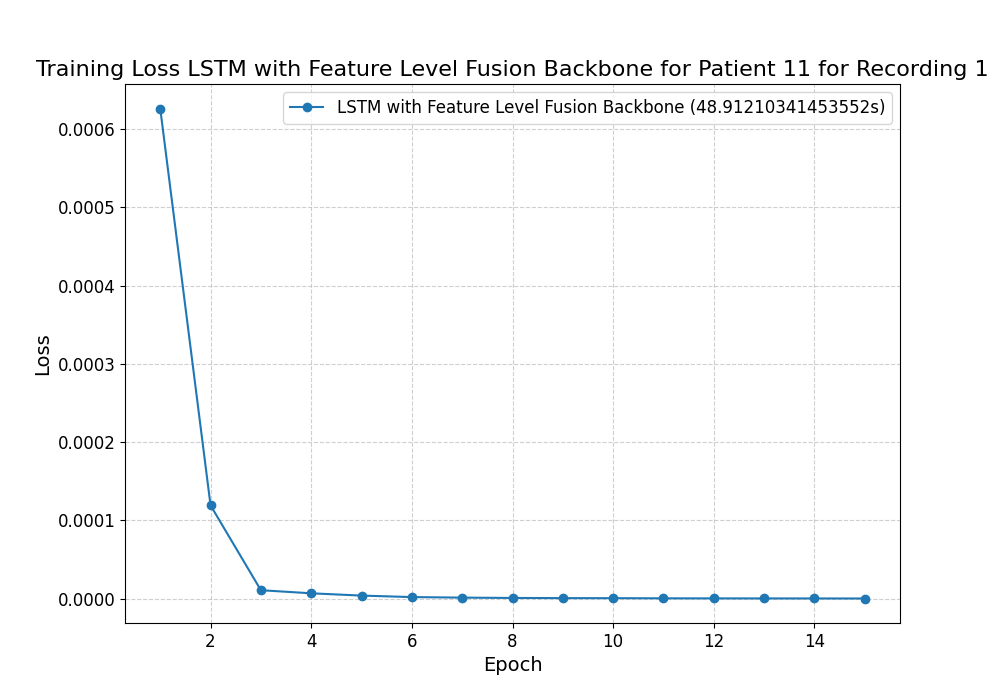 Training Loss LSTM with Feature Level Fusion Backbone for Patient 11 for Recording 1
LSTM with Feature Level Fusion Backbone (48.91210341453552s)
0.0006
0.0005
0.0004
0.0003
0.0002
0.0001
0.0000
Loss
2 4 6 8 10 12 14
Epoch